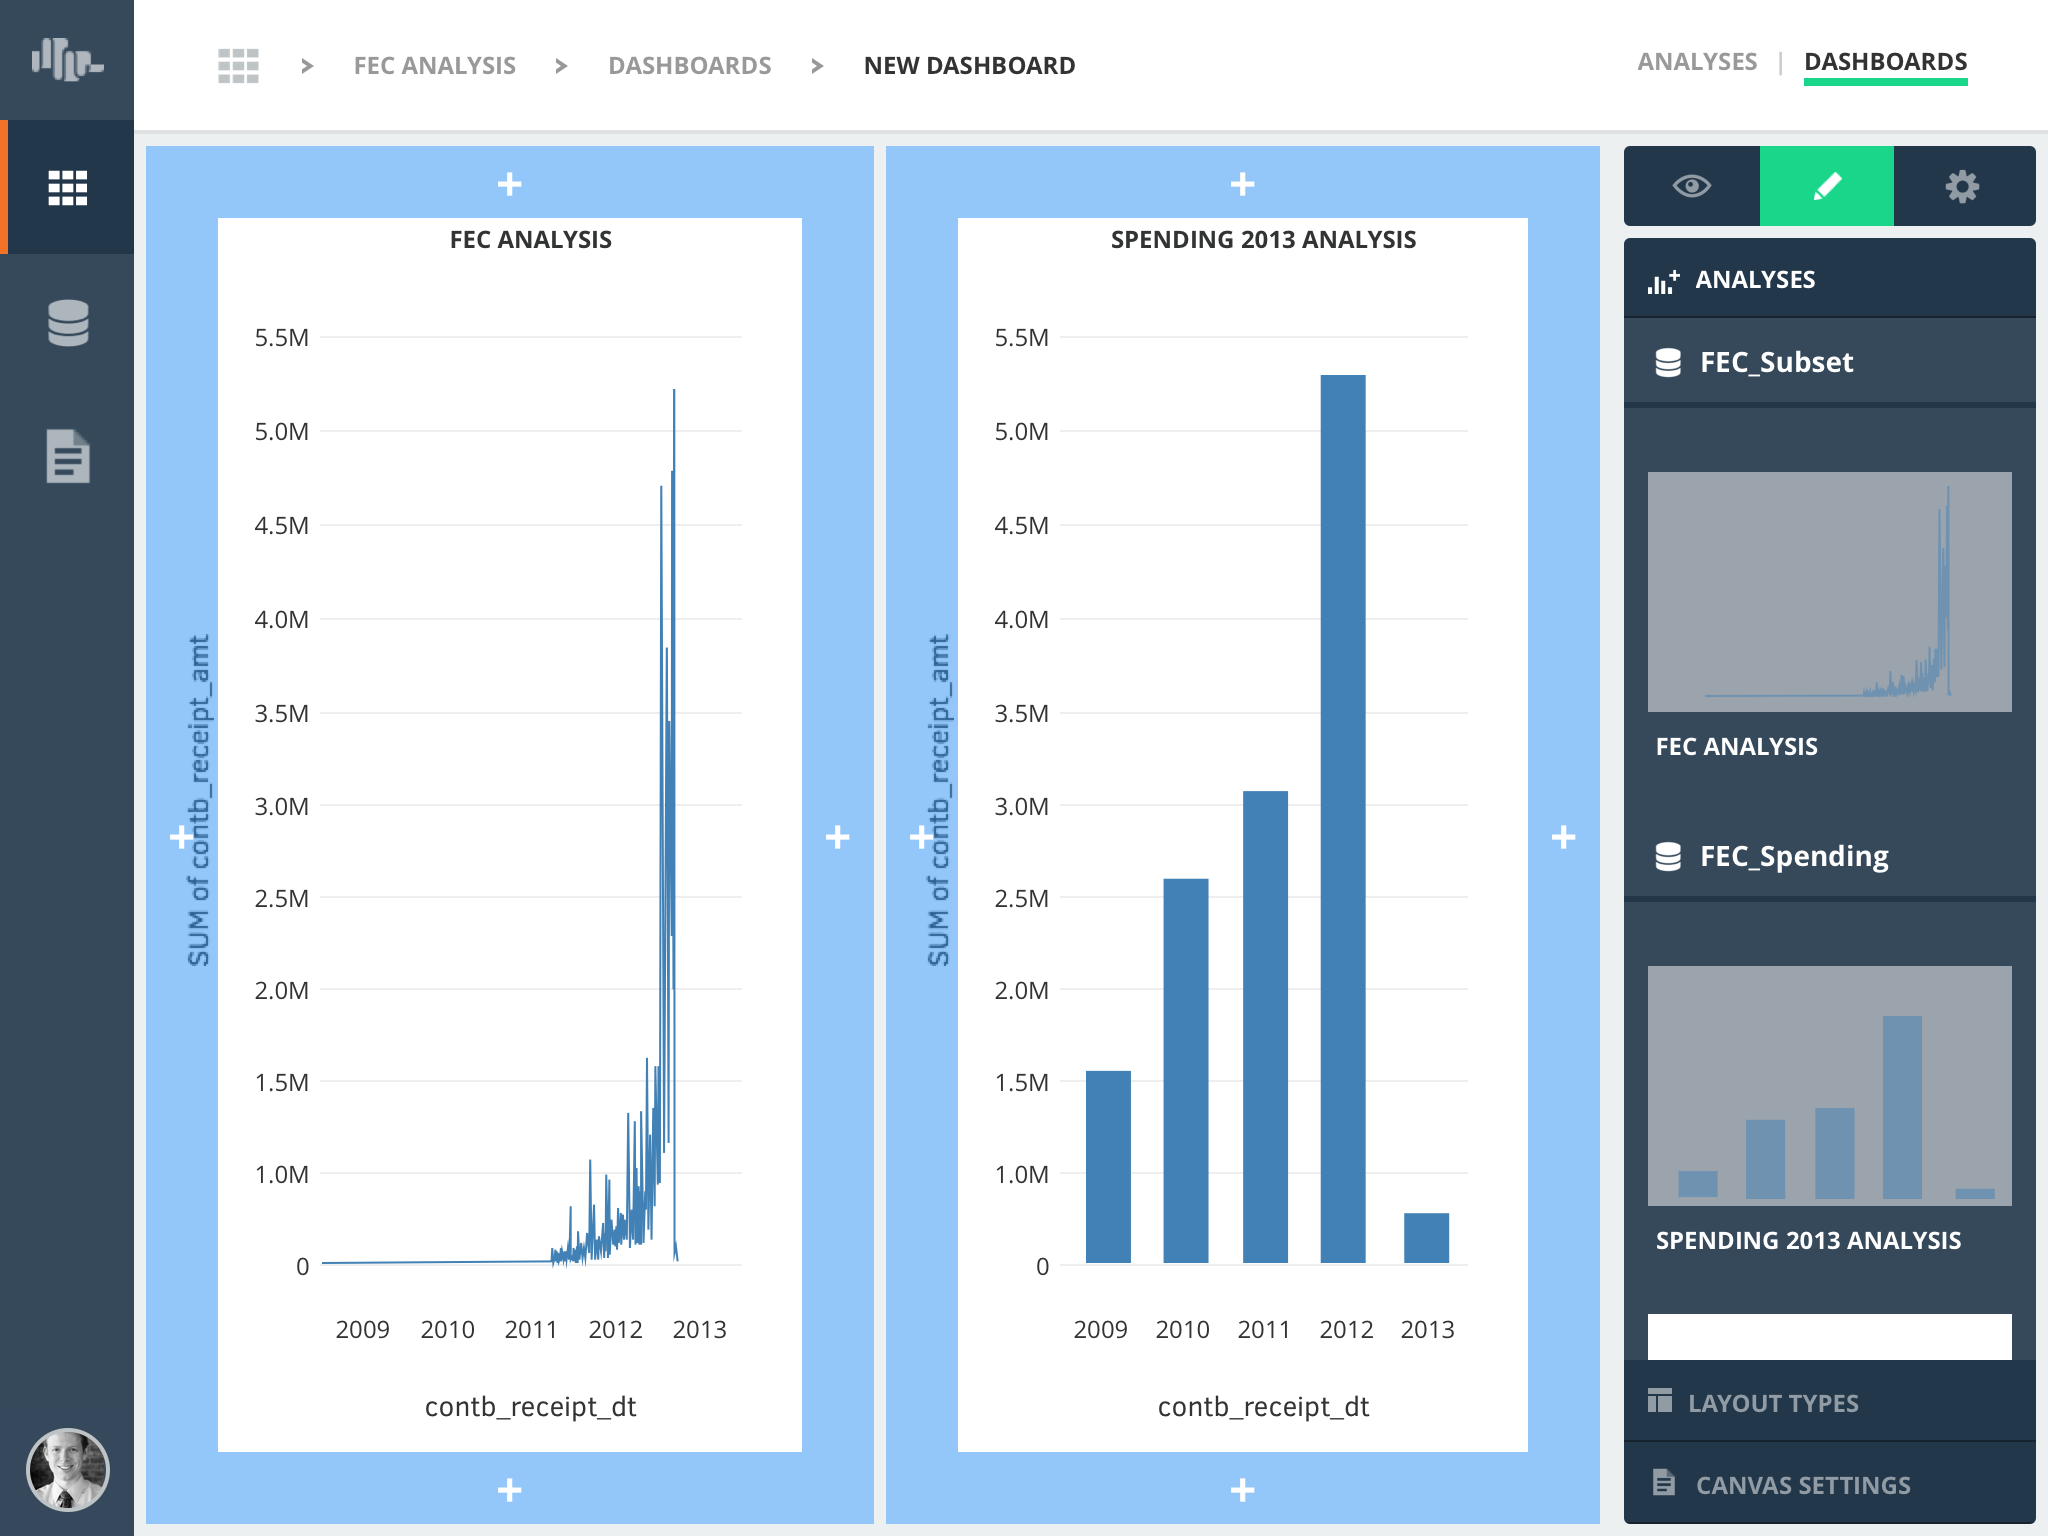 FEC ANALYSIS > DASHBOARDS > NEW DASHBOARD
ANALYSES | DASHBOARDS
FEC ANALYSIS
5.5M
5.0M
4.5M
4.0M
3.5M
3.0M
2.5M
2.0M
1.5M
1.0M
0
SUM of contb_receipt_amt
2009 2010 2011 2012 2013
contb_receipt_dt
SPENDING 2013 ANALYSIS
5.5M
5.0M
4.5M
4.0M
3.5M
3.0M
2.5M
2.0M
1.5M
1.0M
0
SUM of contb_receipt_amt
2009 2010 2011 2012 2013
contb_receipt_dt
ANALYSES
FEC_Subset
FEC ANALYSIS
FEC_Spending
SPENDING 2013 ANALYSIS
LAYOUT TYPES
CANVAS SETTINGS